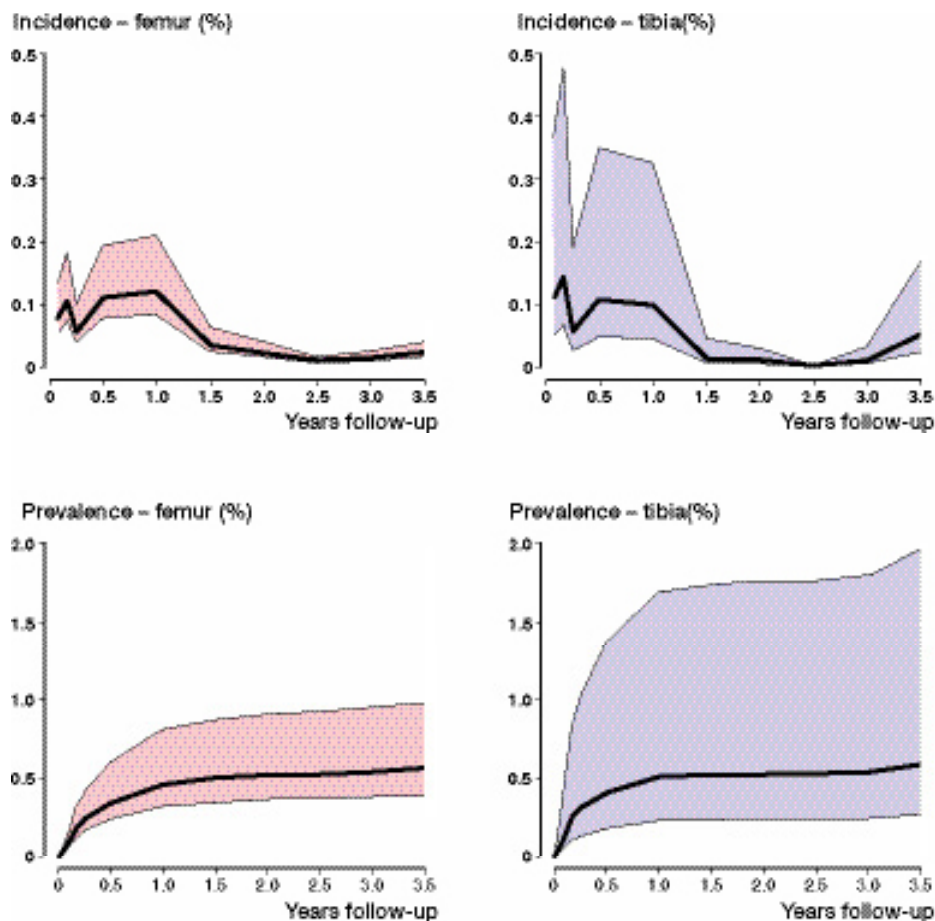 Incidence – femur (%)
0.5
0.4
0.3
0.2
0.1
0
0 0.5 1.0 1.5 2.0 2.5 3.0 3.5
Years follow-up
Incidence – tibia(%)
0.5
0.4
0.3
0.2
0.1
0
0 0.5 1.0 1.5 2.0 2.5 3.0 3.5
Years follow-up
Prevalence – femur (%)
2.0
1.5
1.0
0.5
0
0 0.5 1.0 1.5 2.0 2.5 3.0 3.5
Years follow-up
Prevalence – tibia(%)
2.0
1.5
1.0
0.5
0
0 0.5 1.0 1.5 2.0 2.5 3.0 3.5
Years follow-up